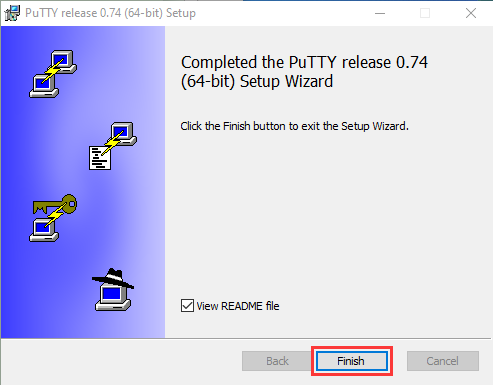 PuTTY release 0.74 (64-bit) Setup
Completed the PuTTY release 0.74
(64-bit) Setup Wizard
Click the Finish button to exit the Setup Wizard.
View README file
Back
Finish
Cancel